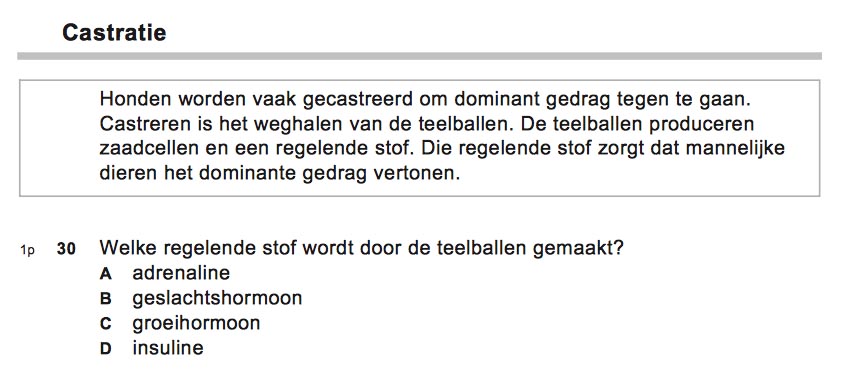 Castratie
Honden worden vaak gecastreerd om dominant gedrag tegen te gaan.
Castreren is het weghalen van de teelballen. De teelballen produceren
zaadcellen en een regelende stof. Die regelende stof zorgt dat mannelijke
dieren het dominante gedrag vertonen.
1p 30 Welke regelende stof wordt door de teelballen gemaakt?
A adrenaline
B geslachtshormoon
C groeihormoon
D insuline